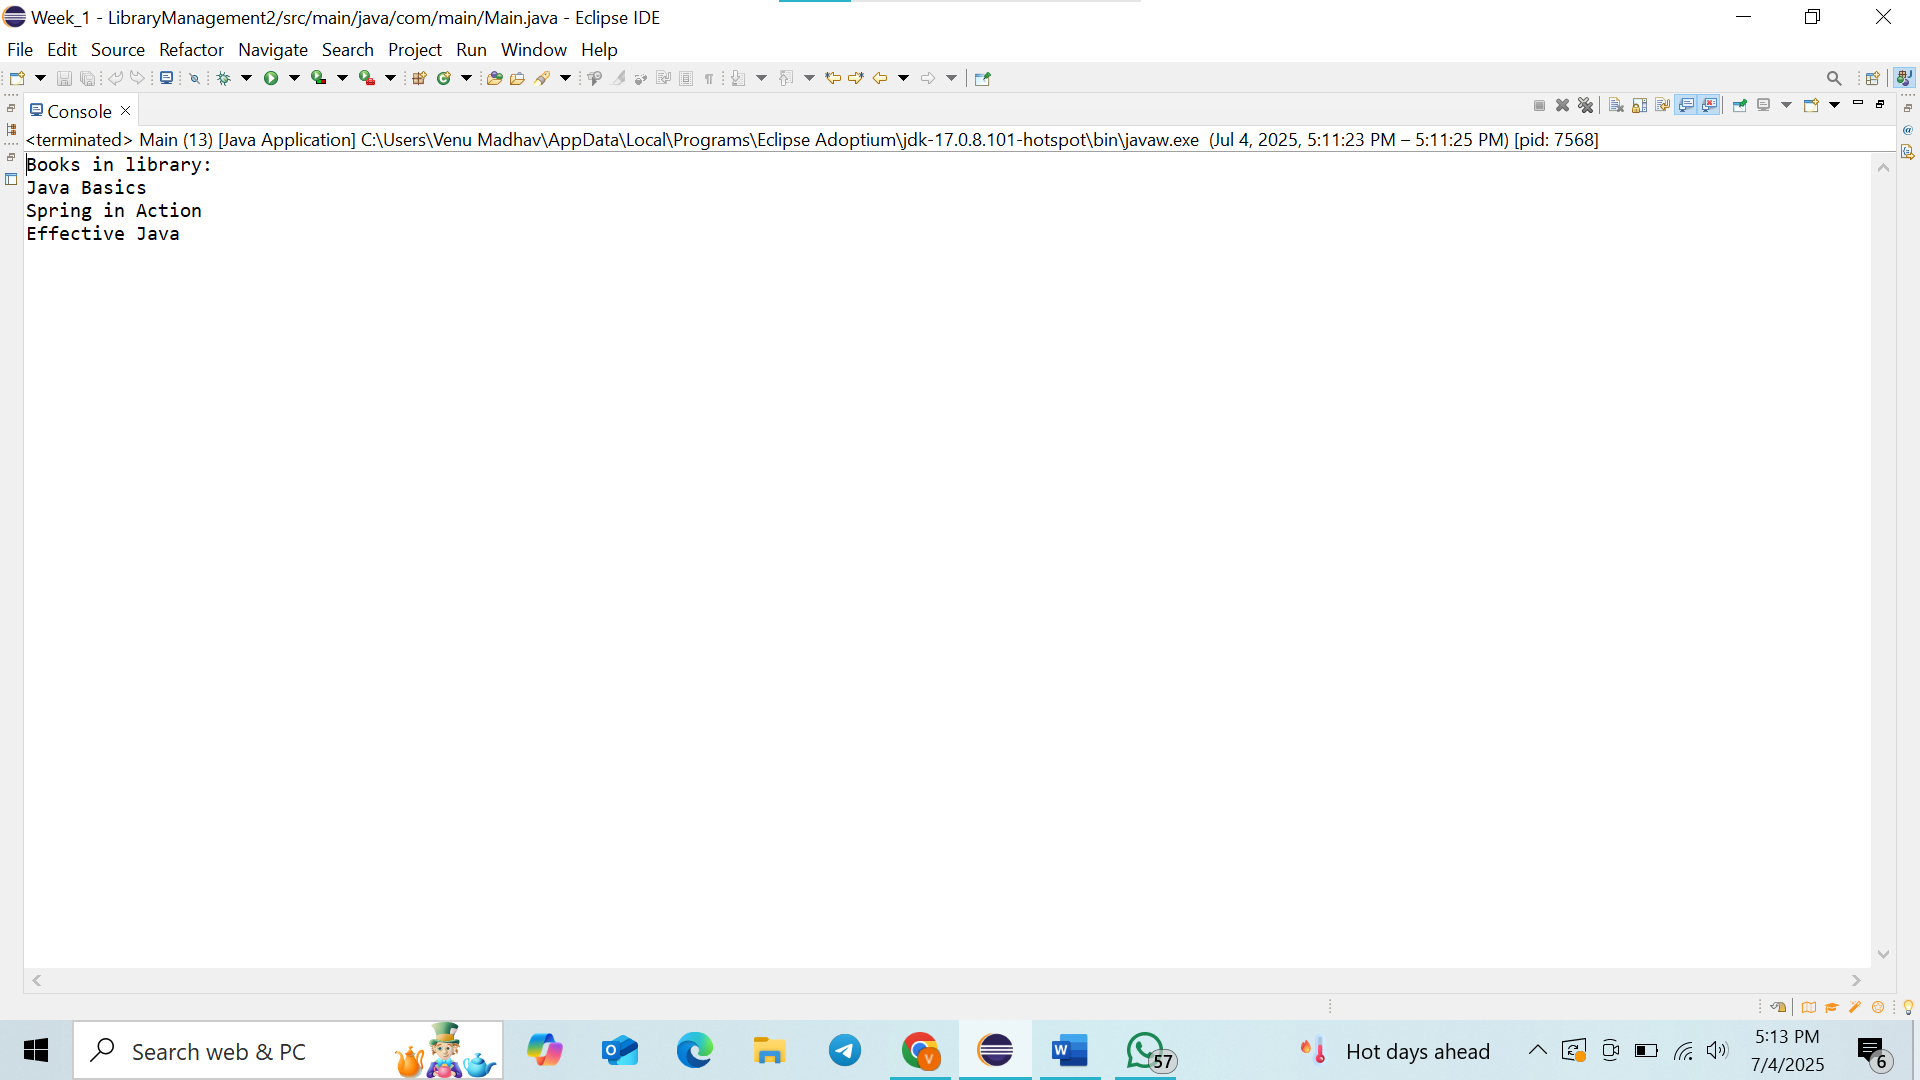 Week_1 - LibraryManagement2/src/main/java/com/main/Main.java - Eclipse IDE
File Edit Source Refactor Navigate Search Project Run Window Help
Console
<terminated> Main (13) [Java Application] C:\Users\Venu Madhav\AppData\Local\Programs\Eclipse Adoptium\jdk-17.0.8.101-hotspot\bin\javaw.exe (Jul 4, 2025, 5:11:23 PM – 5:11:25 PM) [pid: 7568]
Books in library:
Java Basics
Spring in Action
Effective Java
Search web & PC
57
Hot days ahead
5:13 PM
7/4/2025
6